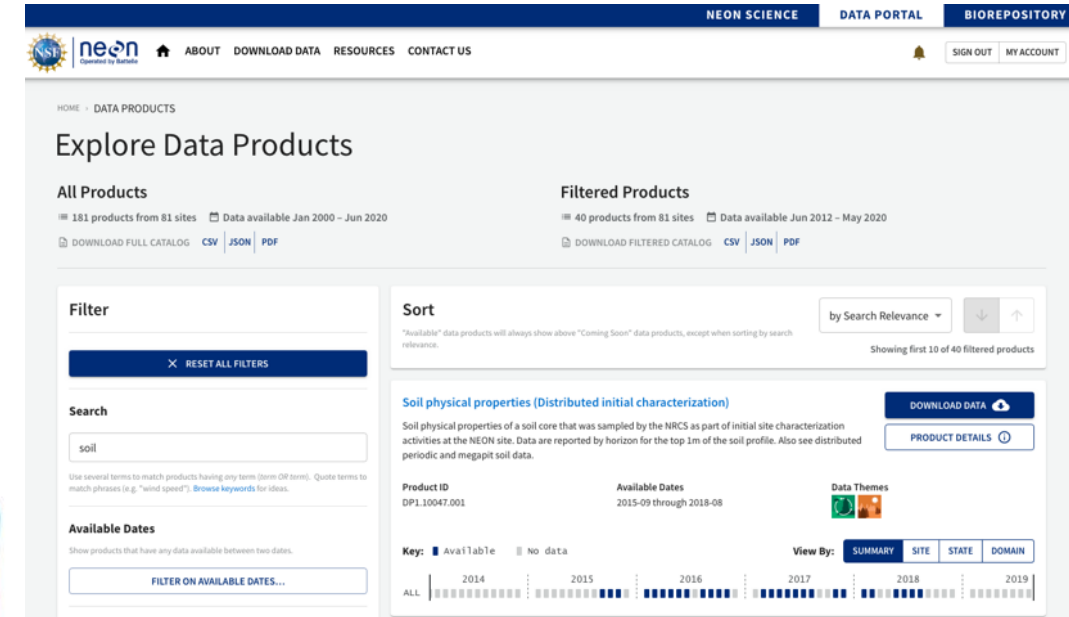 NEON SCIENCE DATA PORTAL BIOREPOSITORY
NSF neon Operated by Battelle ABOUT DOWNLOAD DATA RESOURCES CONTACT US SIGN OUT MY ACCOUNT
HOME › DATA PRODUCTS
Explore Data Products
All Products
181 products from 81 sites Data available Jan 2000 – Jun 2020
DOWNLOAD FULL CATALOG CSV JSON PDF
Filtered Products
40 products from 81 sites Data available Jun 2012 – May 2020
DOWNLOAD FILTERED CATALOG CSV JSON PDF
Filter
RESET ALL FILTERS
Search
soil
Use several terms to match products having any term (term OR term). Quote terms to
match phrases (e.g. "wind speed"). Browse keywords for ideas.
Available Dates
Show products that have any data available between two dates.
FILTER ON AVAILABLE DATES...
Sort
"Available" data products will always show above "Coming Soon" data products, except when sorting by search
relevance.
by Search Relevance
Showing first 10 of 40 filtered products
Soil physical properties (Distributed initial characterization)
Soil physical properties of a soil core that was sampled by the NRCS as part of initial site characterization
activities at the NEON site. Data are reported by horizon for the top 1m of the soil profile. Also see distributed
periodic and megapit soil data.
DOWNLOAD DATA
PRODUCT DETAILS
Product ID
DP1.10047.001
Available Dates
2015-09 through 2018-08
Data Themes
Key: Available No data
View By: SUMMARY SITE STATE DOMAIN
2014 2015 2016 2017 2018 2019
ALL